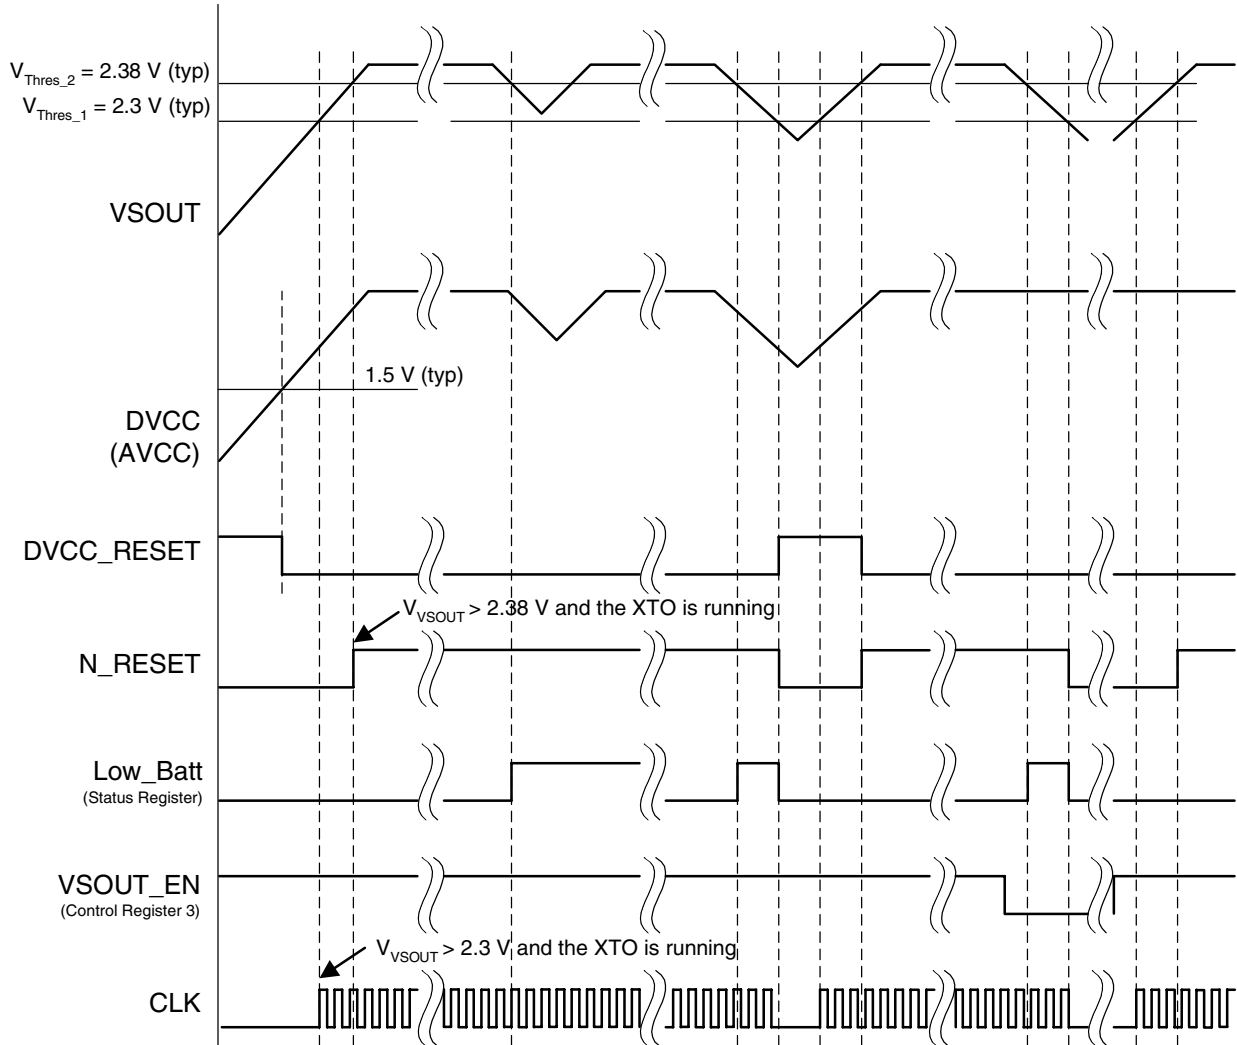 V_Thres_2 = 2.38 V (typ)
V_Thres_1 = 2.3 V (typ)
VSOUT
1.5 V (typ)
DVCC
(AVCC)
DVCC_RESET
V_VSOUT > 2.38 V and the XTO is running
N_RESET
Low_Batt
(Status Register)
VSOUT_EN
(Control Register 3)
V_VSOUT > 2.3 V and the XTO is running
CLK